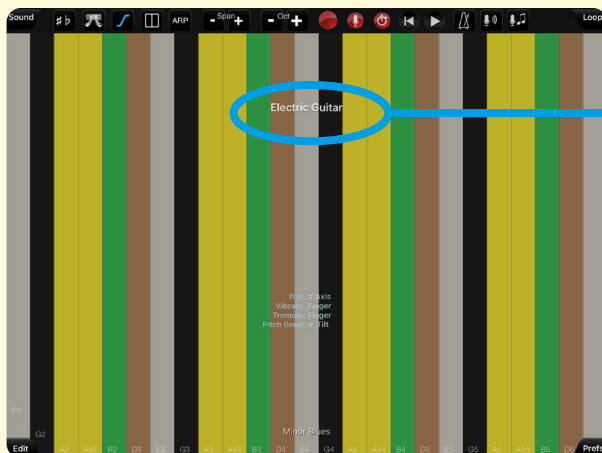 Sound
♯♭
ARP
- Span +
- Oct +
Loop
Electric Guitar
Pan: X Axis
Vibrato: Finger
Tremolo: Finger
Pitch Bend: V. Tilt
Minor Blues
E2
G2
A2 A♯2 B2 D3 E3 G3 A3 A♯3 B3 D4 E4 G4 A4 A♯4 B4 D5 E5 G5 A5 A♯5 B5 D6
Edit
Prefs